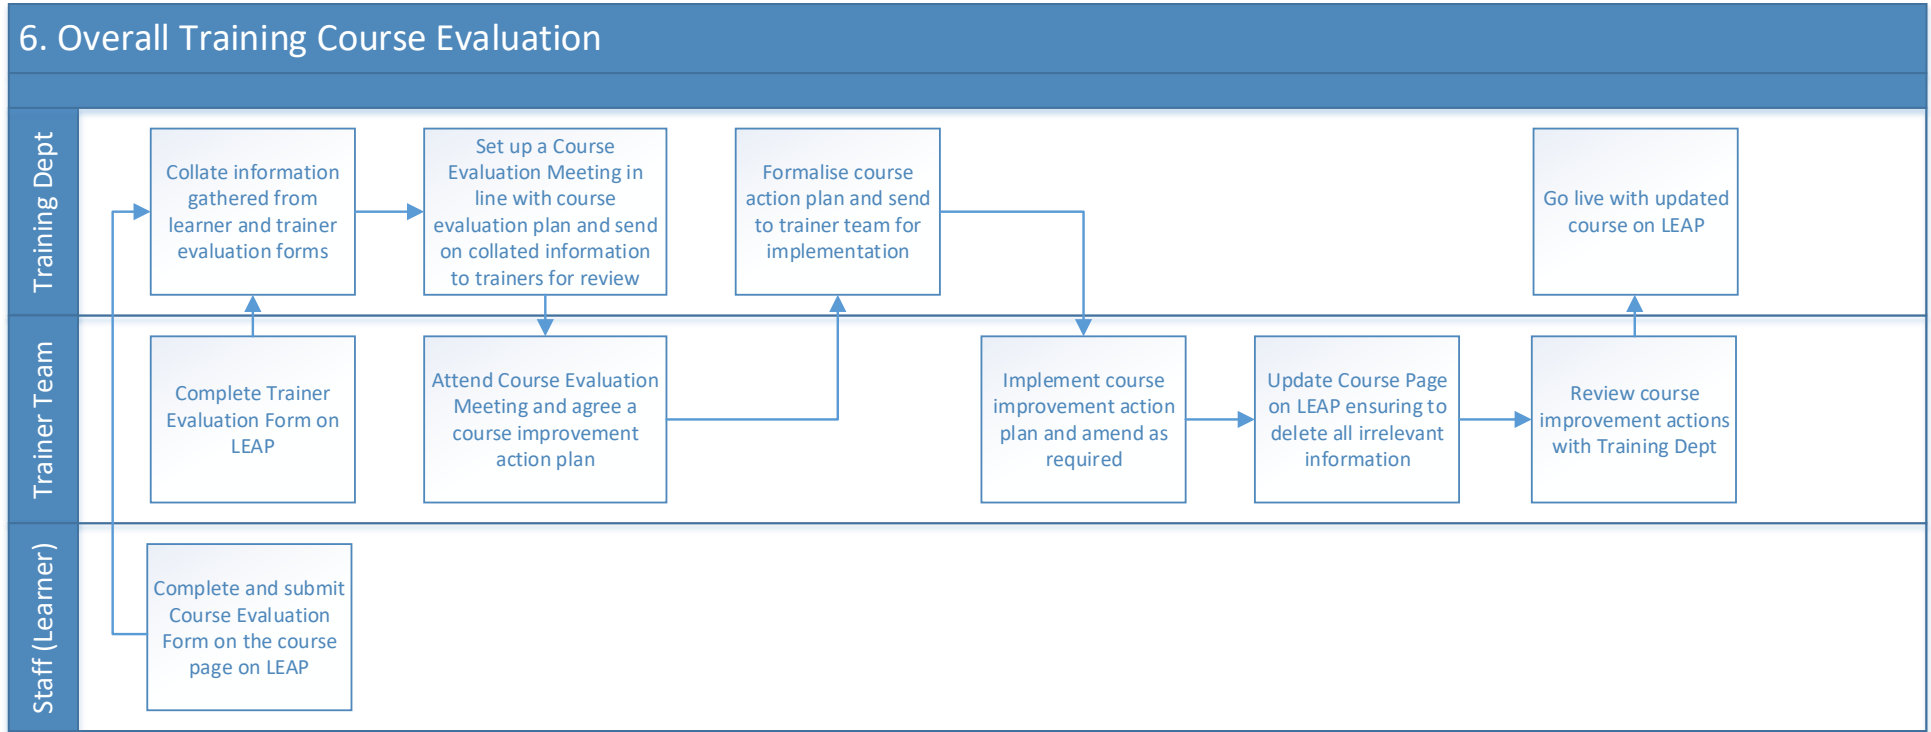 6. Overall Training Course Evaluation
Training Dept
Collate information
gathered from
learner and trainer
evaluation forms
Set up a Course
Evaluation Meeting in
line with course
evaluation plan and send
on collated information
to trainers for review
Formalise course
action plan and send
to trainer team for
implementation
Go live with updated
course on LEAP
Trainer Team
Complete Trainer
Evaluation Form on
LEAP
Attend Course Evaluation
Meeting and agree a
course improvement
action plan
Implement course
improvement action
plan and amend as
required
Update Course Page
on LEAP ensuring to
delete all irrelevant
information
Review course
improvement actions
with Training Dept
Staff (Learner)
Complete and submit
Course Evaluation
Form on the course
page on LEAP